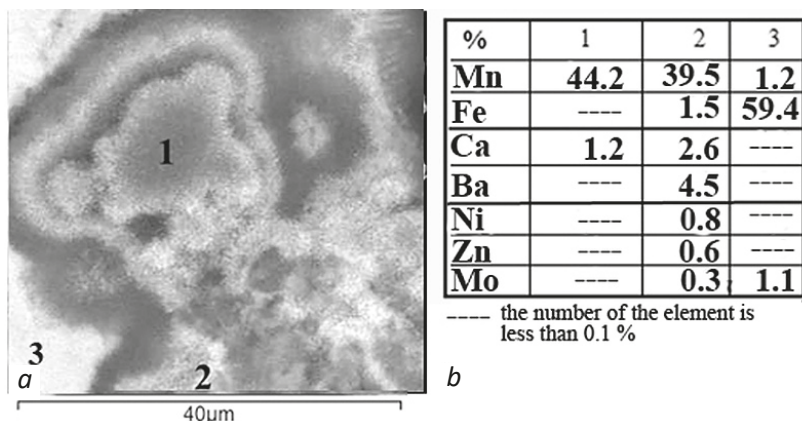 1
2
3
a
40µm
% 1 2 3
Mn 44.2 39.5 1.2
Fe ---- 1.5 59.4
Ca 1.2 2.6 ----
Ba ---- 4.5 ----
Ni ---- 0.8 ----
Zn ---- 0.6 ----
Mo ---- 0.3 1.1
---- the number of the element is
less than 0.1 %
b